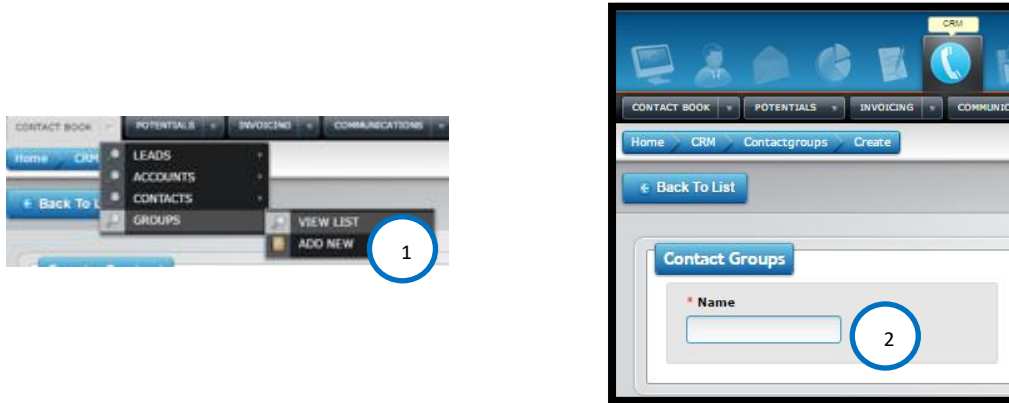 CONTACT BOOK POTENTIALS INVOICING COMMUNICATIONS
Home CRM
LEADS
ACCOUNTS
CONTACTS
GROUPS
Back To
VIEW LIST
ADD NEW
1
CRM
CONTACT BOOK POTENTIALS INVOICING COMMUNIC
Home CRM Contactgroups Create
Back To List
Contact Groups
* Name
2